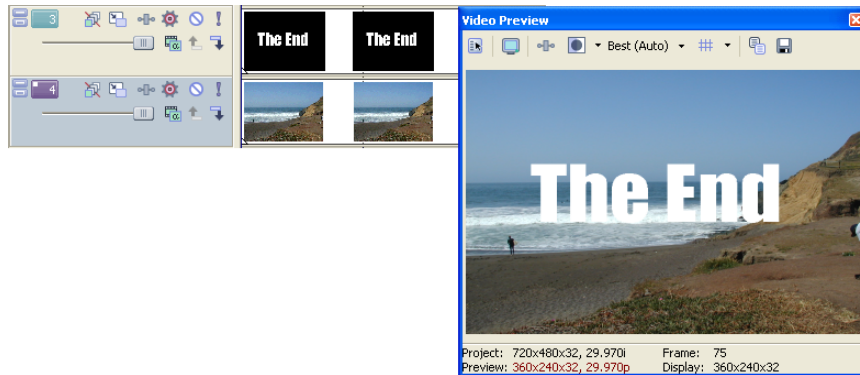 3
The End
The End
4
Video Preview
Best (Auto)
The End
Project: 720x480x32, 29.970i Frame: 75
Preview: 360x240x32, 29.970p Display: 360x240x32